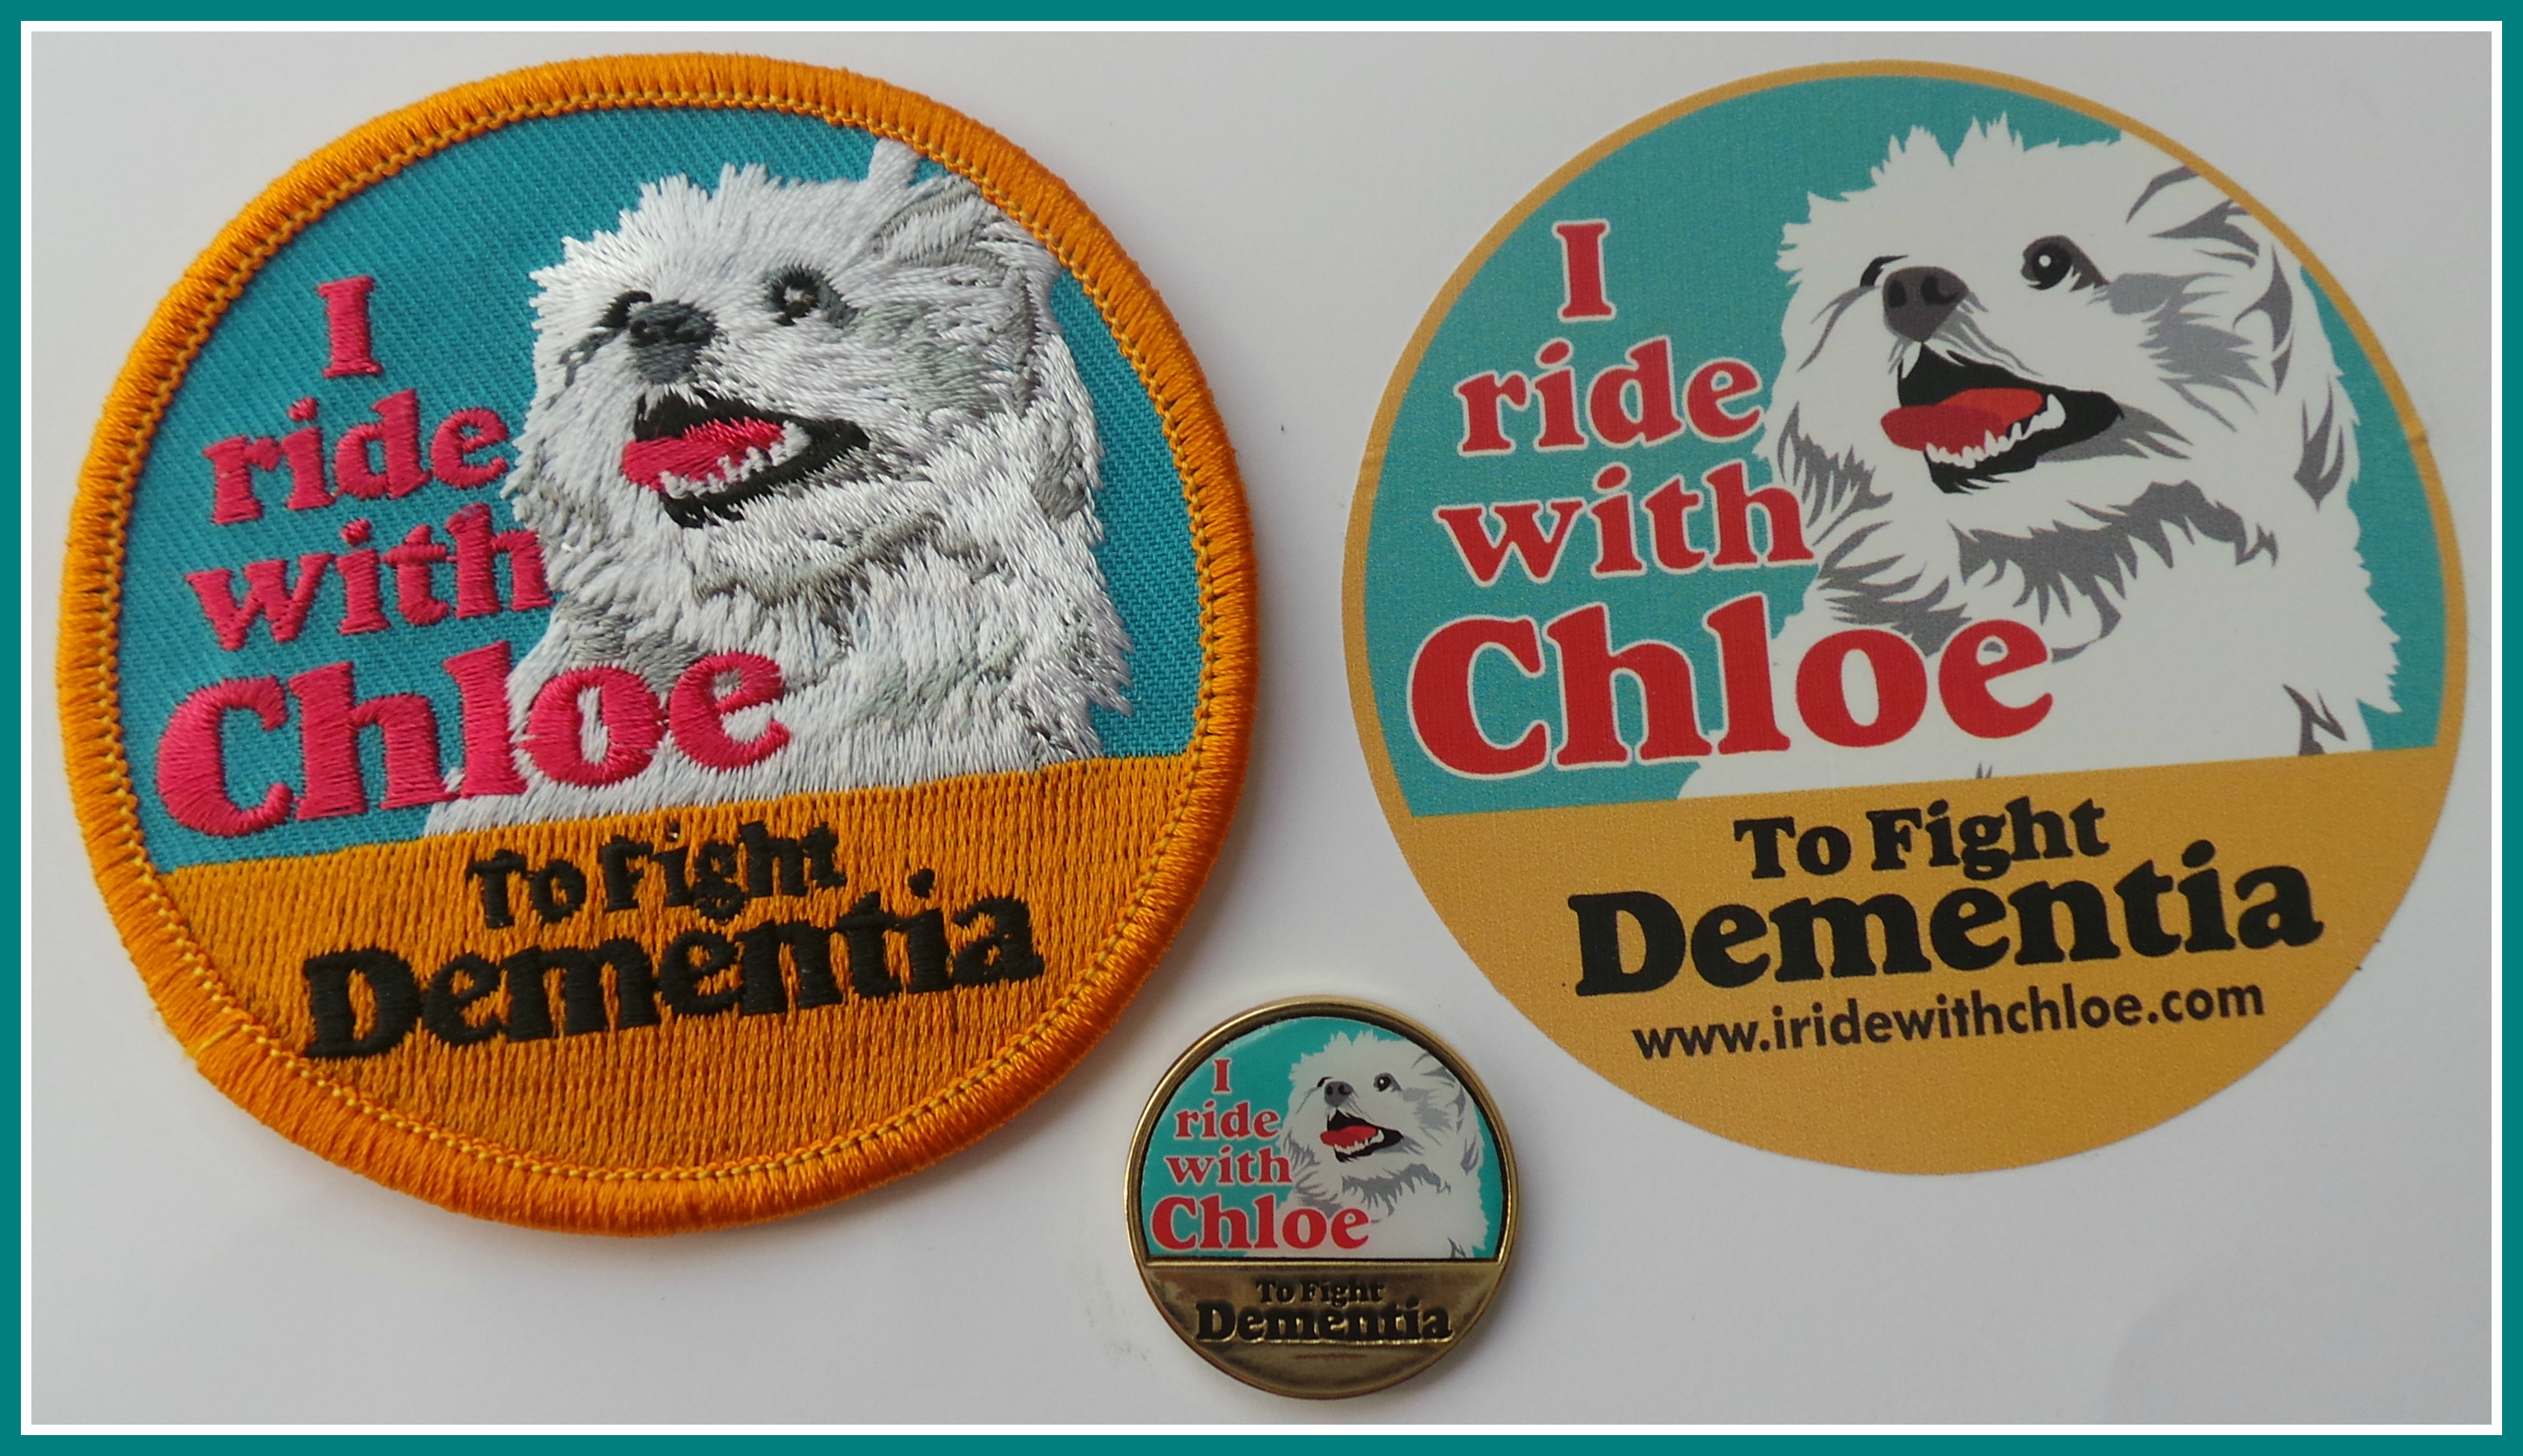 I
ride
with
Chloe
To Fight
Dementia
I
ride
with
Chloe
To Fight
Dementia
www.iridewithchloe.com
I
ride
with
Chloe
To Fight
Dementia